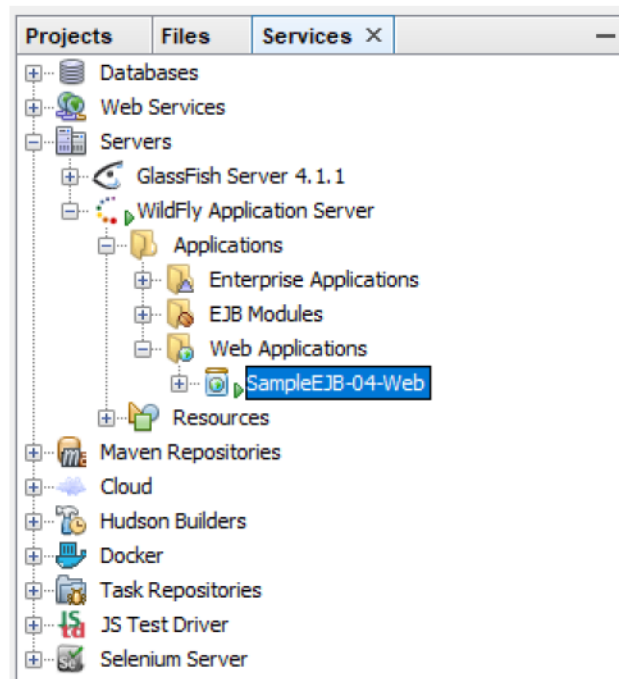 Projects Files Services ×
Databases
Web Services
Servers
GlassFish Server 4.1.1
WildFly Application Server
Applications
Enterprise Applications
EJB Modules
Web Applications
SampleEJB-04-Web
Resources
Maven Repositories
Cloud
Hudson Builders
Docker
Task Repositories
JS Test Driver
Selenium Server